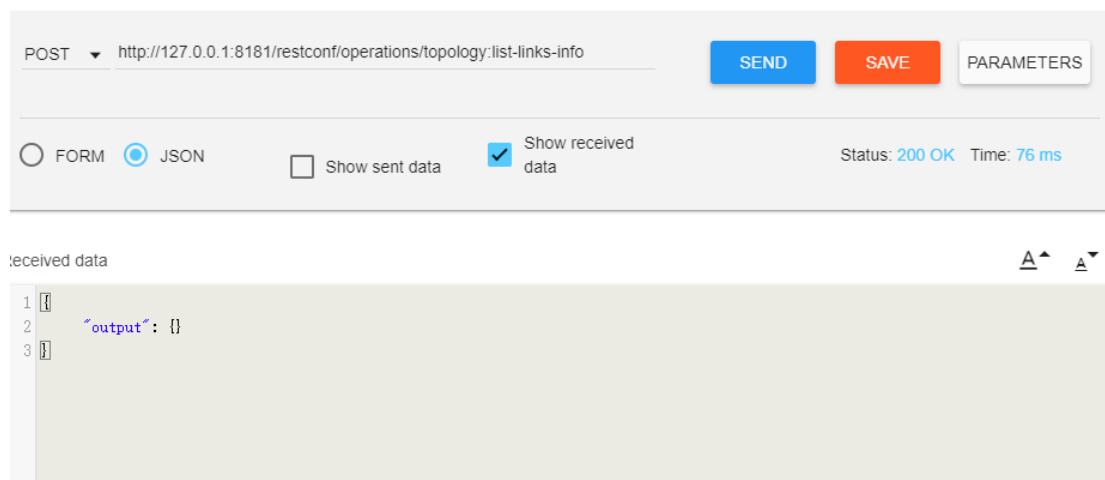 POST http://127.0.0.1:8181/restconf/operations/topology:list-links-info SEND SAVE PARAMETERS
FORM JSON Show sent data Show received data Status: 200 OK Time: 76 ms
eceived data A A
1 {
2 "output": {}
3 }